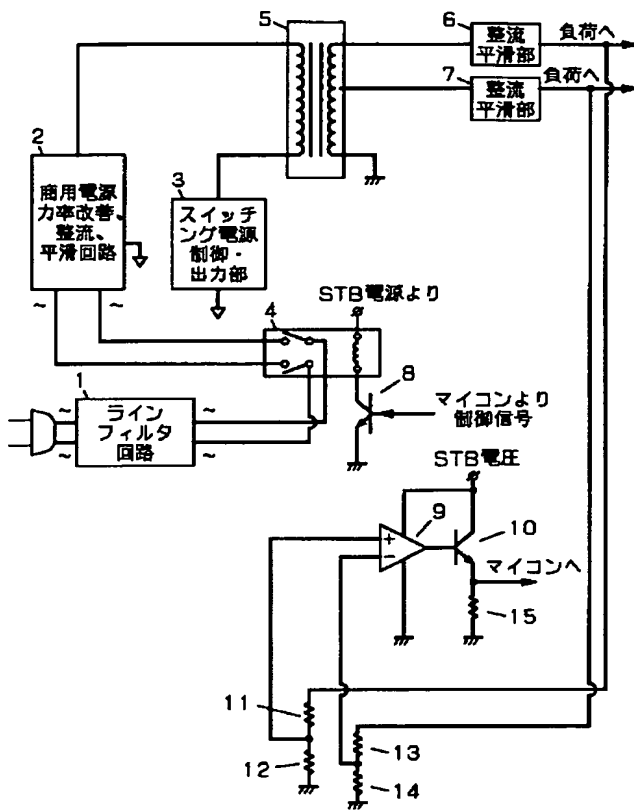 5
6
整流
平滑部
負荷へ
7
整流
平滑部
負荷へ
2
商用電源
力率改善、
整流、
平滑回路
3
スイッチ
ング電源
制御・
出力部
~
~
STB電源より
4
8
マイコンより
制御信号
1
~
ライン
フィルタ
回路
~
~
~
STB電圧
9
+
−
10
マイコンへ
15
11
12
13
14